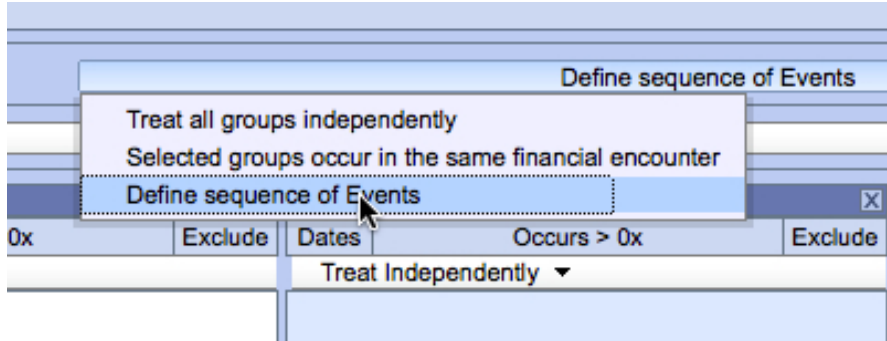 Define sequence of Events
Treat all groups independently
Selected groups occur in the same financial encounter
Define sequence of Events
X
0x Exclude Dates Occurs > 0x Exclude
Treat Independently